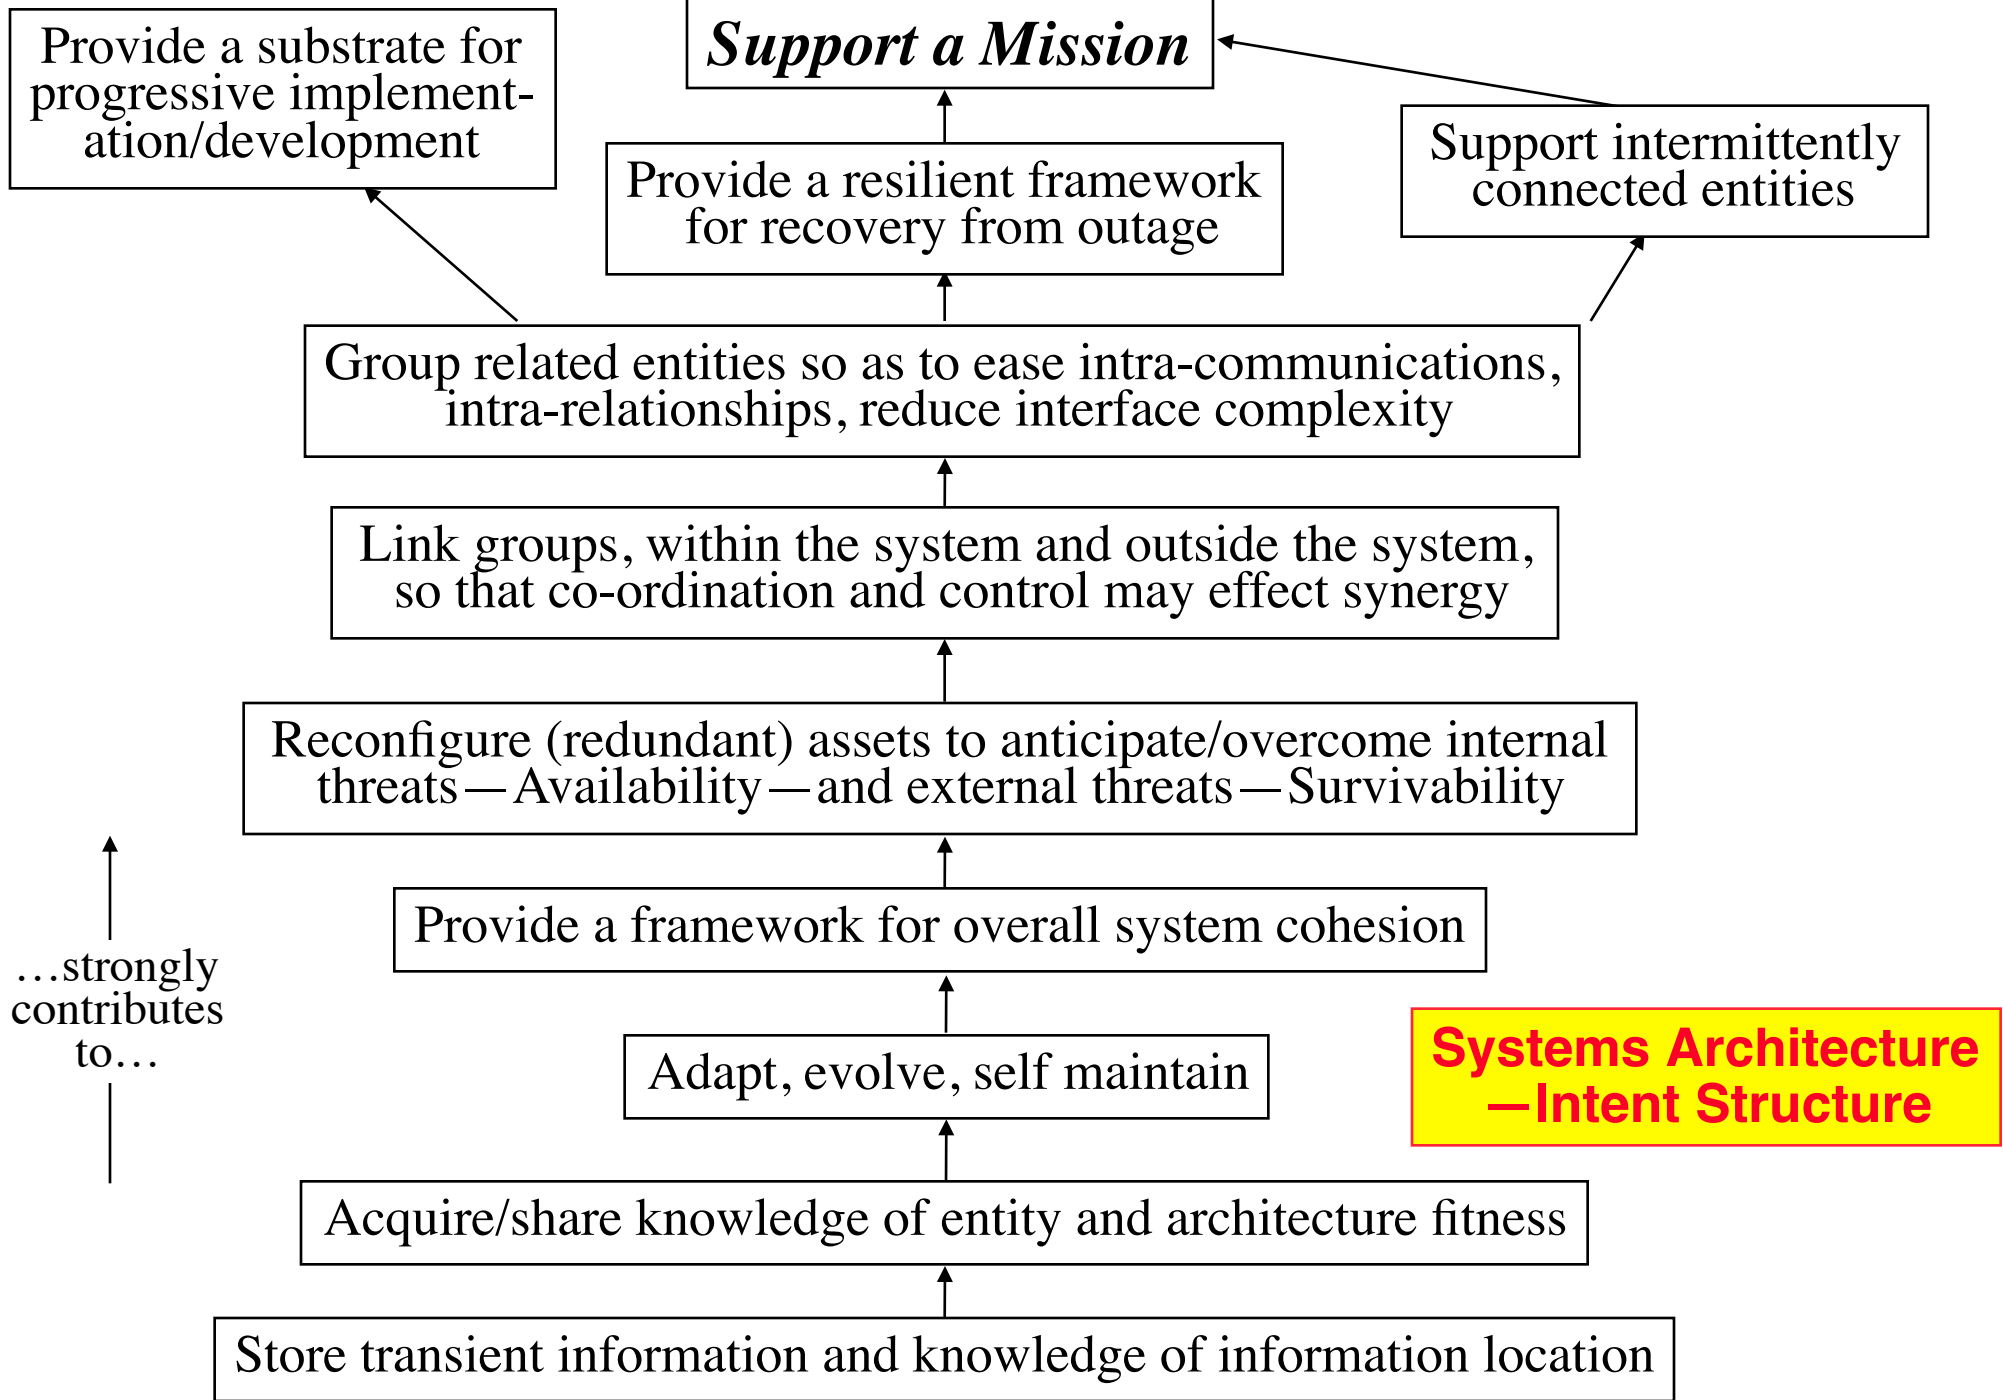 Provide a substrate for
progressive implement-
ation/development
Support a Mission
Support intermittently
connected entities
Provide a resilient framework
for recovery from outage
Group related entities so as to ease intra-communications,
intra-relationships, reduce interface complexity
Link groups, within the system and outside the system,
so that co-ordination and control may effect synergy
Reconfigure (redundant) assets to anticipate/overcome internal
threats—Availability—and external threats—Survivability
Provide a framework for overall system cohesion
…strongly
contributes
to…
Adapt, evolve, self maintain
Systems Architecture
—Intent Structure
Acquire/share knowledge of entity and architecture fitness
Store transient information and knowledge of information location